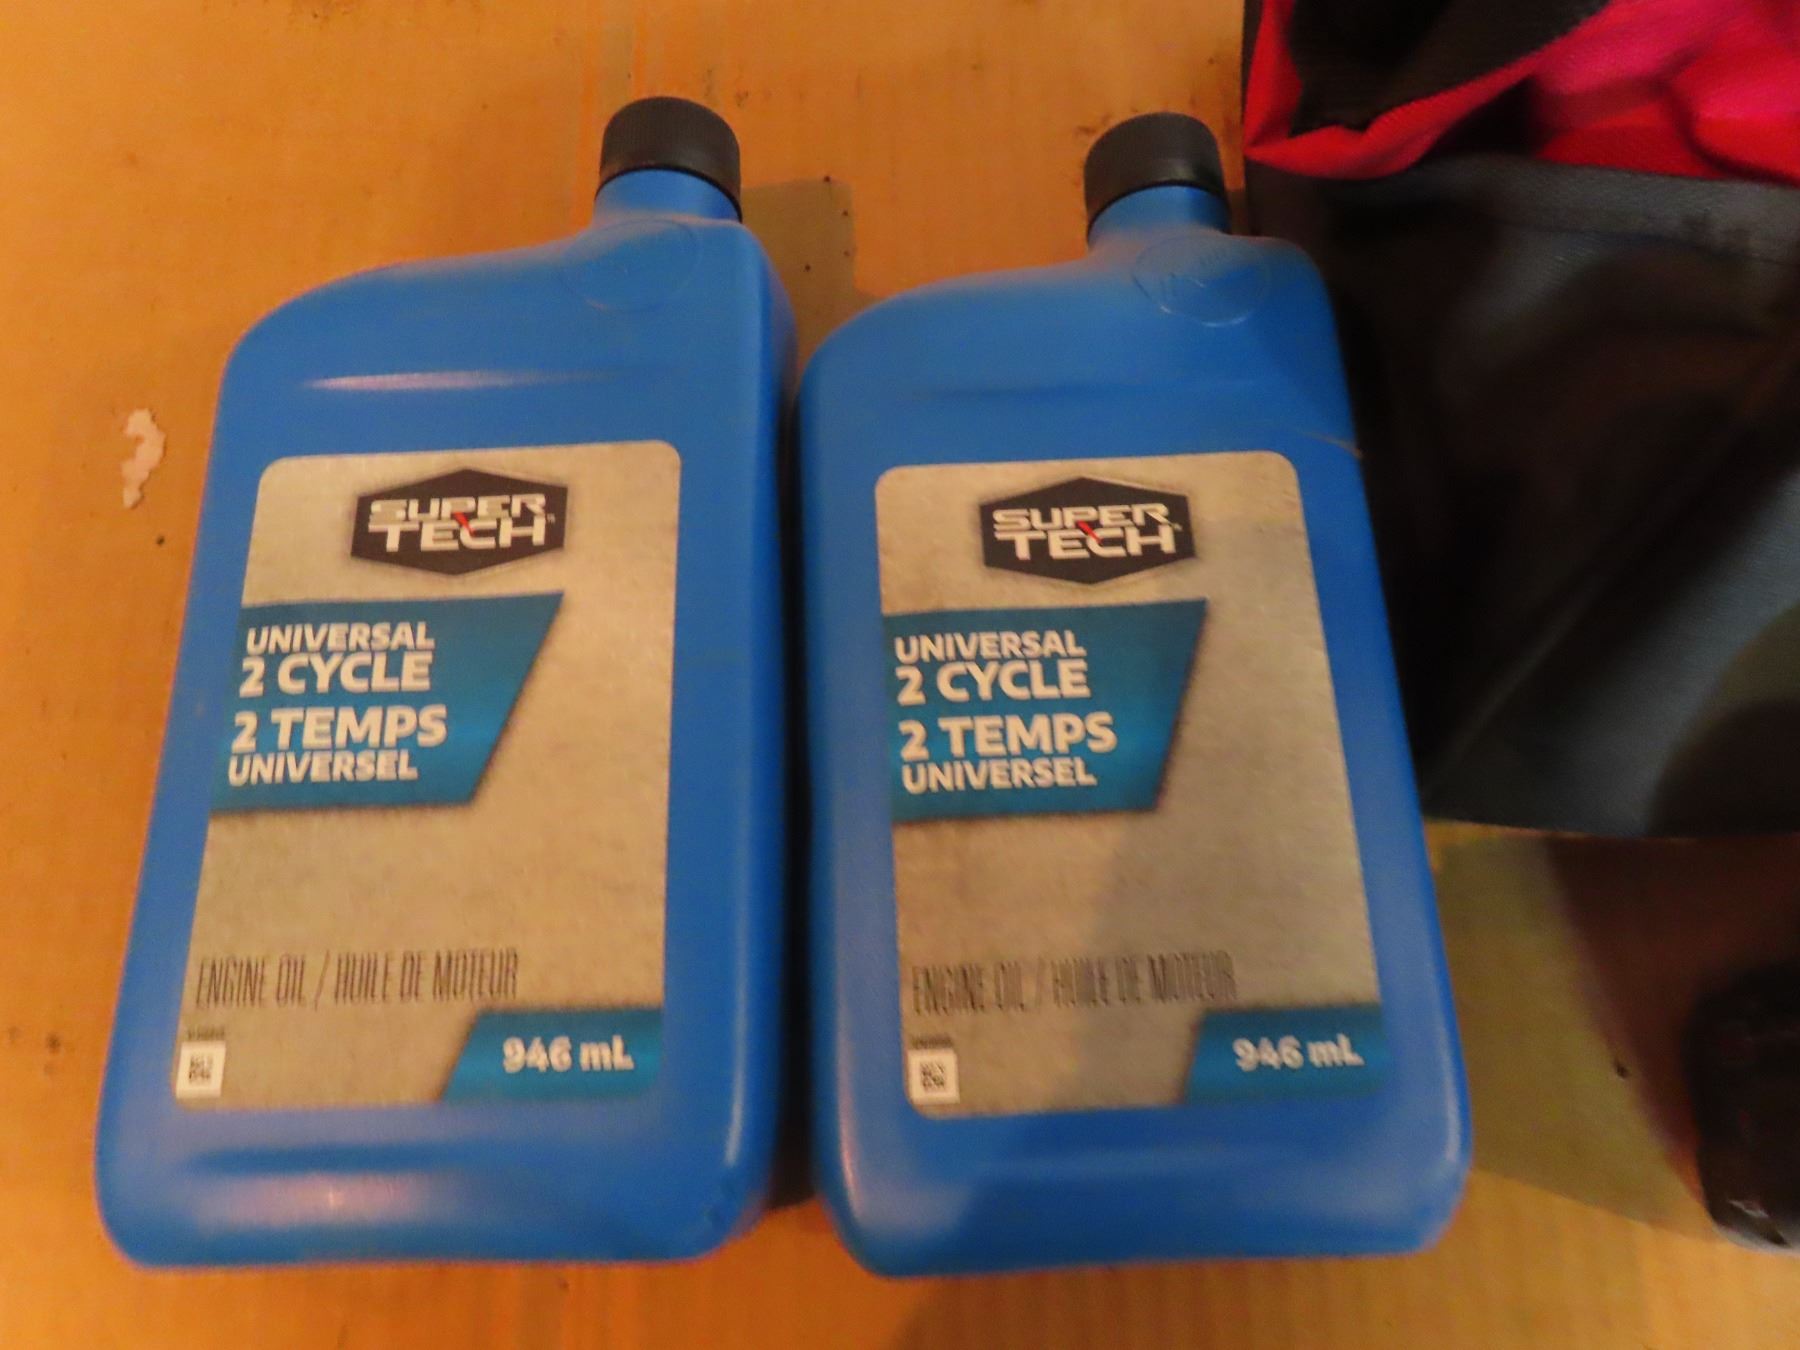 SUPER
TECH
UNIVERSAL
2 CYCLE
2 TEMPS
UNIVERSEL
ENGINE OIL / HUILE DE MOTEUR
946 mL
SUPER
TECH
UNIVERSAL
2 CYCLE
2 TEMPS
UNIVERSEL
ENGINE OIL / HUILE DE MOTEUR
946 mL